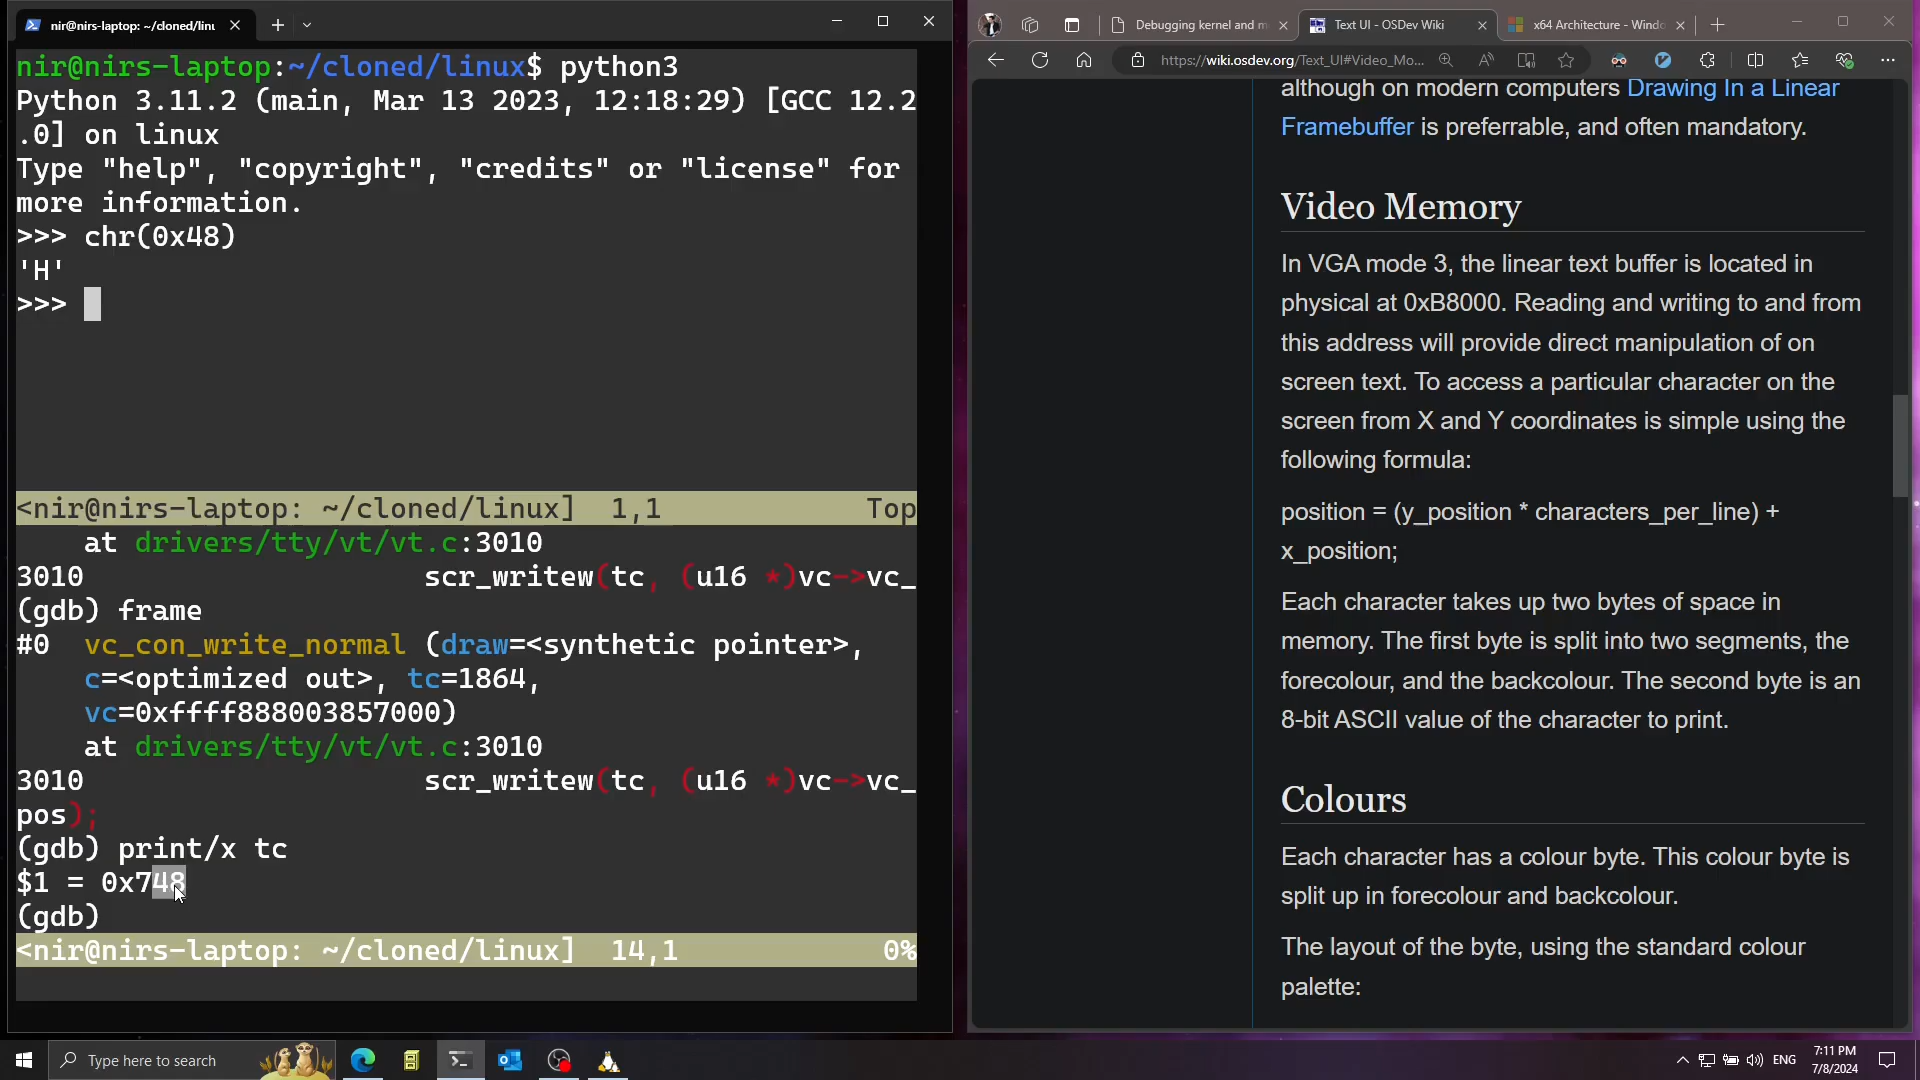 nir@nirs-laptop: ~/cloned/linu
nir@nirs-laptop:~/cloned/linux$ python3
Python 3.11.2 (main, Mar 13 2023, 12:18:29) [GCC 12.2
.0] on linux
Type "help", "copyright", "credits" or "license" for
more information.
>>> chr(0x48)
'H'
>>>
<nir@nirs-laptop: ~/cloned/linux] 1,1 Top
at drivers/tty/vt/vt.c:3010
3010 scr_writew(tc, (u16 *)vc->vc_
(gdb) frame
#0 vc_con_write_normal (draw=<synthetic pointer>,
c=<optimized out>, tc=1864,
vc=0xffff888003857000)
at drivers/tty/vt/vt.c:3010
3010 scr_writew(tc, (u16 *)vc->vc_
pos);
(gdb) print/x tc
$1 = 0x748
(gdb)
<nir@nirs-laptop: ~/cloned/linux] 14,1 0%
Debugging kernel and m
Text UI - OSDev Wiki
x64 Architecture - Windo
https://wiki.osdev.org/Text_UI#Video_Mo...
although on modern computers Drawing In a Linear
Framebuffer is preferrable, and often mandatory.
Video Memory
In VGA mode 3, the linear text buffer is located in
physical at 0xB8000. Reading and writing to and from
this address will provide direct manipulation of on
screen text. To access a particular character on the
screen from X and Y coordinates is simple using the
following formula:
position = (y_position * characters_per_line) +
x_position;
Each character takes up two bytes of space in
memory. The first byte is split into two segments, the
forecolour, and the backcolour. The second byte is an
8-bit ASCII value of the character to print.
Colours
Each character has a colour byte. This colour byte is
split up in forecolour and backcolour.
The layout of the byte, using the standard colour
palette:
Type here to search
ENG
7:11 PM
7/8/2024